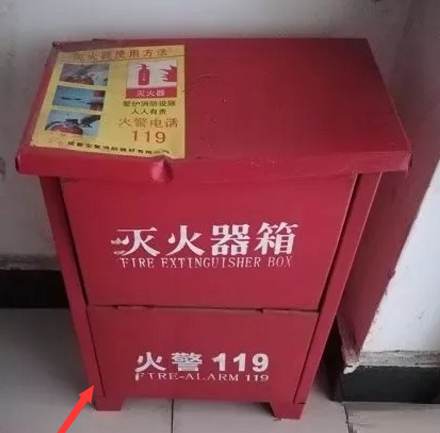 灭火器使用方法
灭火器
爱护消防设施
人人有责
火警电话
119
灭火器箱
FIRE EXTINGUISHER BOX
火警 119
FIRE-ALARM 119